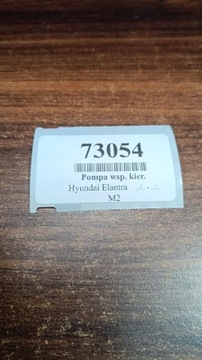 73054
Pompa wsp. kier.
Hyundai Elantra ../.. - ../..
M2